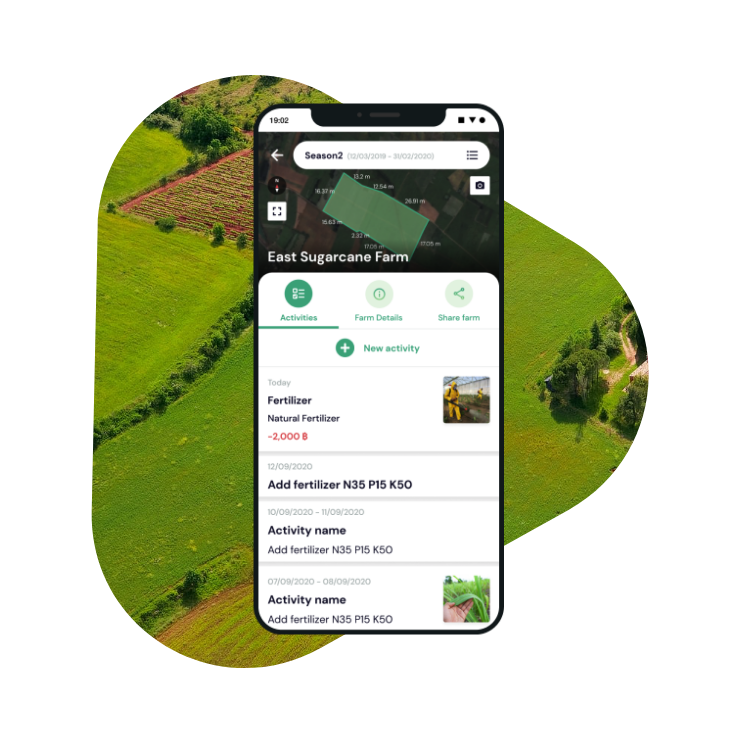 19:02
Season2 (12/03/2019 - 31/02/2020)
N
13.2 m
16.37 m
12.54 m
26.91 m
15.63 m
2.32 m
17.05 m
17.05 m
East Sugarcane Farm
Activities
Farm Details
Share farm
New activity
Today
Fertilizer
Natural Fertilizer
-2,000 ฿
12/09/2020
Add fertilizer N35 P15 K50
10/09/2020 - 11/09/2020
Activity name
Add fertilizer N35 P15 K50
07/09/2020 - 08/09/2020
Activity name
Add fertilizer N35 P15 K50